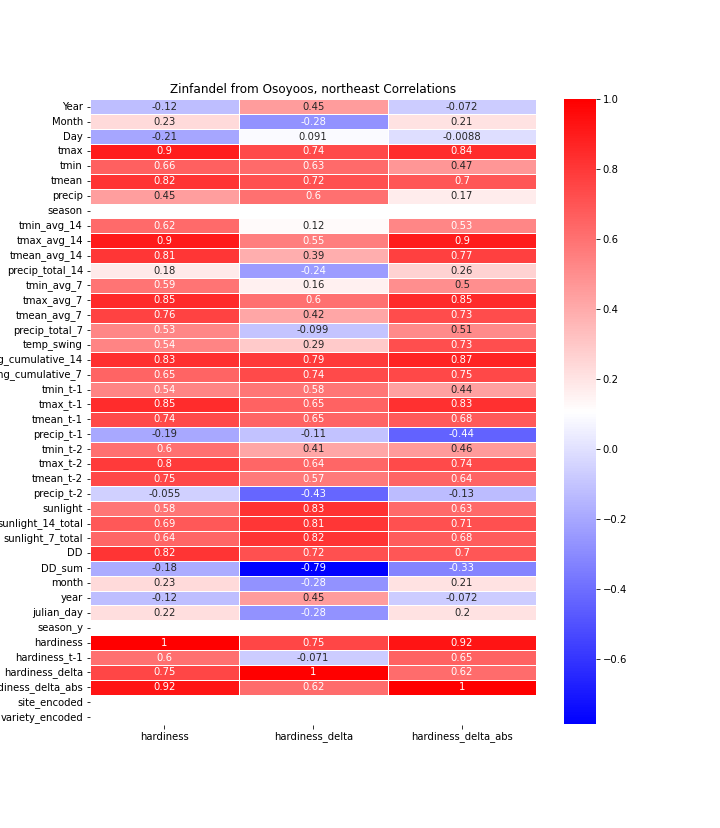 Zinfandel from Osoyoos, northeast Correlations
Year -0.12 0.45 -0.072
Month 0.23 -0.28 0.21
Day -0.21 0.091 -0.0088
tmax 0.9 0.74 0.84
tmin 0.66 0.63 0.47
tmean 0.82 0.72 0.7
precip 0.45 0.6 0.17
season
tmin_avg_14 0.62 0.12 0.53
tmax_avg_14 0.9 0.55 0.9
tmean_avg_14 0.81 0.39 0.77
precip_total_14 0.18 -0.24 0.26
tmin_avg_7 0.59 0.16 0.5
tmax_avg_7 0.85 0.6 0.85
tmean_avg_7 0.76 0.42 0.73
precip_total_7 0.53 -0.099 0.51
temp_swing 0.54 0.29 0.73
g_cumulative_14 0.83 0.79 0.87
ng_cumulative_7 0.65 0.74 0.75
tmin_t-1 0.54 0.58 0.44
tmax_t-1 0.85 0.65 0.83
tmean_t-1 0.74 0.65 0.68
precip_t-1 -0.19 -0.11 -0.44
tmin_t-2 0.6 0.41 0.46
tmax_t-2 0.8 0.64 0.74
tmean_t-2 0.75 0.57 0.64
precip_t-2 -0.055 -0.43 -0.13
sunlight 0.58 0.83 0.63
sunlight_14_total 0.69 0.81 0.71
sunlight_7_total 0.64 0.82 0.68
DD 0.82 0.72 0.7
DD_sum -0.18 -0.79 -0.33
month 0.23 -0.28 0.21
year -0.12 0.45 -0.072
julian_day 0.22 -0.28 0.2
season_y
hardiness 1 0.75 0.92
hardiness_t-1 0.6 -0.071 0.65
hardiness_delta 0.75 1 0.62
diness_delta_abs 0.92 0.62 1
site_encoded
variety_encoded
hardiness hardiness_delta hardiness_delta_abs
1.0
0.8
0.6
0.4
0.2
0.0
−0.2
−0.4
−0.6